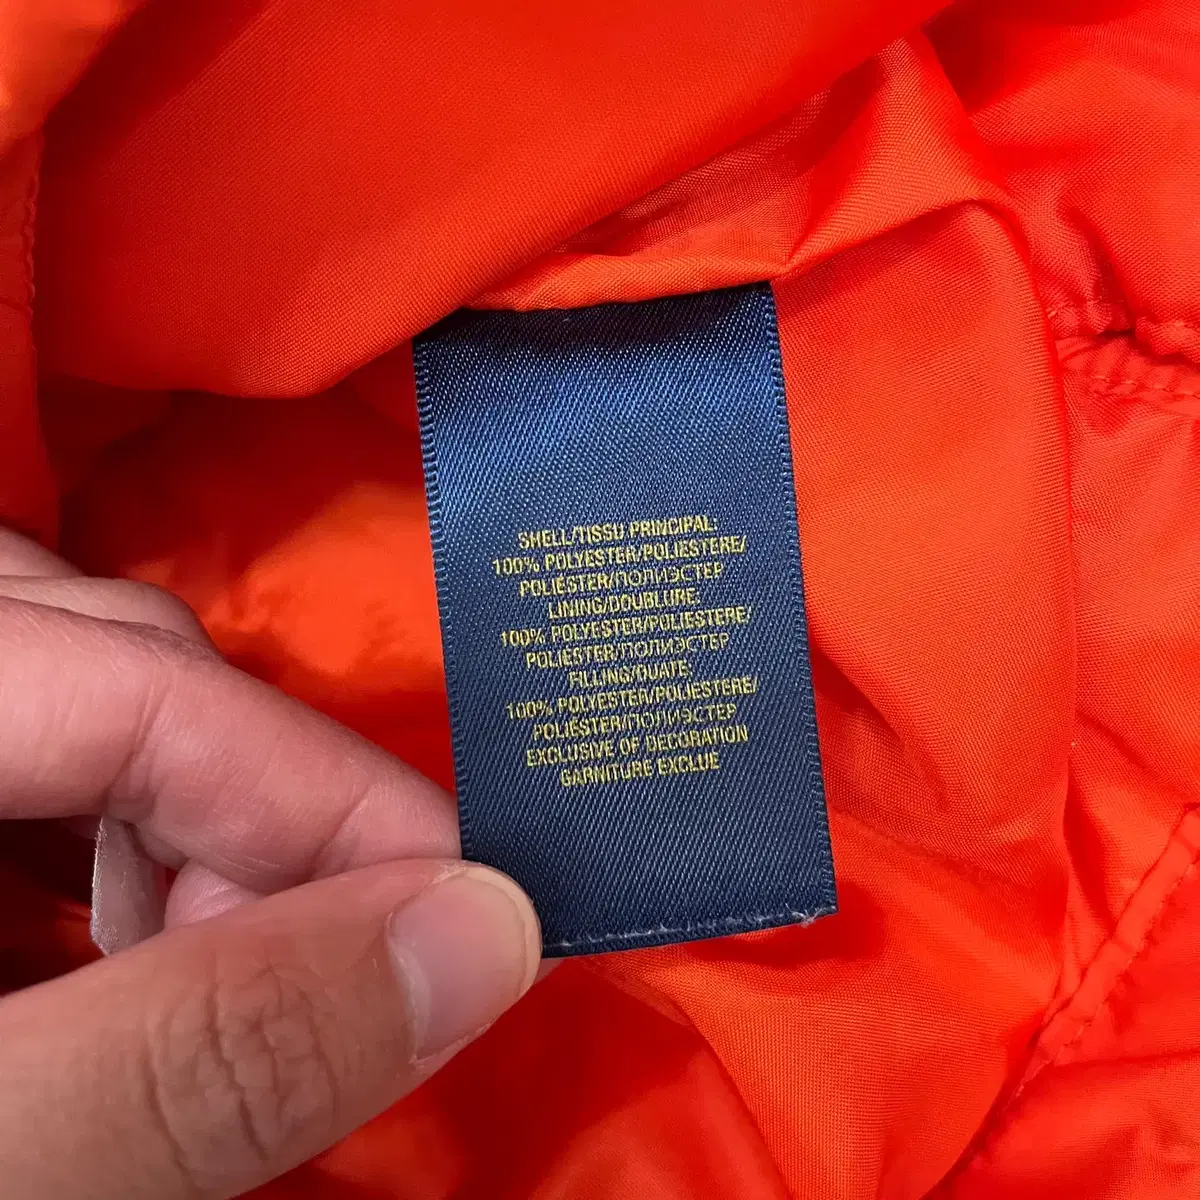 SHELL/TISSU PRINCIPAL:
100% POLYESTER/POLIESTERE/
POLIÉSTER/ПОЛИЭСТЕР
LINING/DOUBLURE:
100% POLYESTER/POLIESTERE/
POLIÉSTER/ПОЛИЭСТЕР
FILLING/OUATE
100% POLYESTER/POLIESTERE/
POLIÉSTER/ПОЛИЭСТЕР
EXCLUSIVE OF DECORATION
GARNITURE EXCLUE